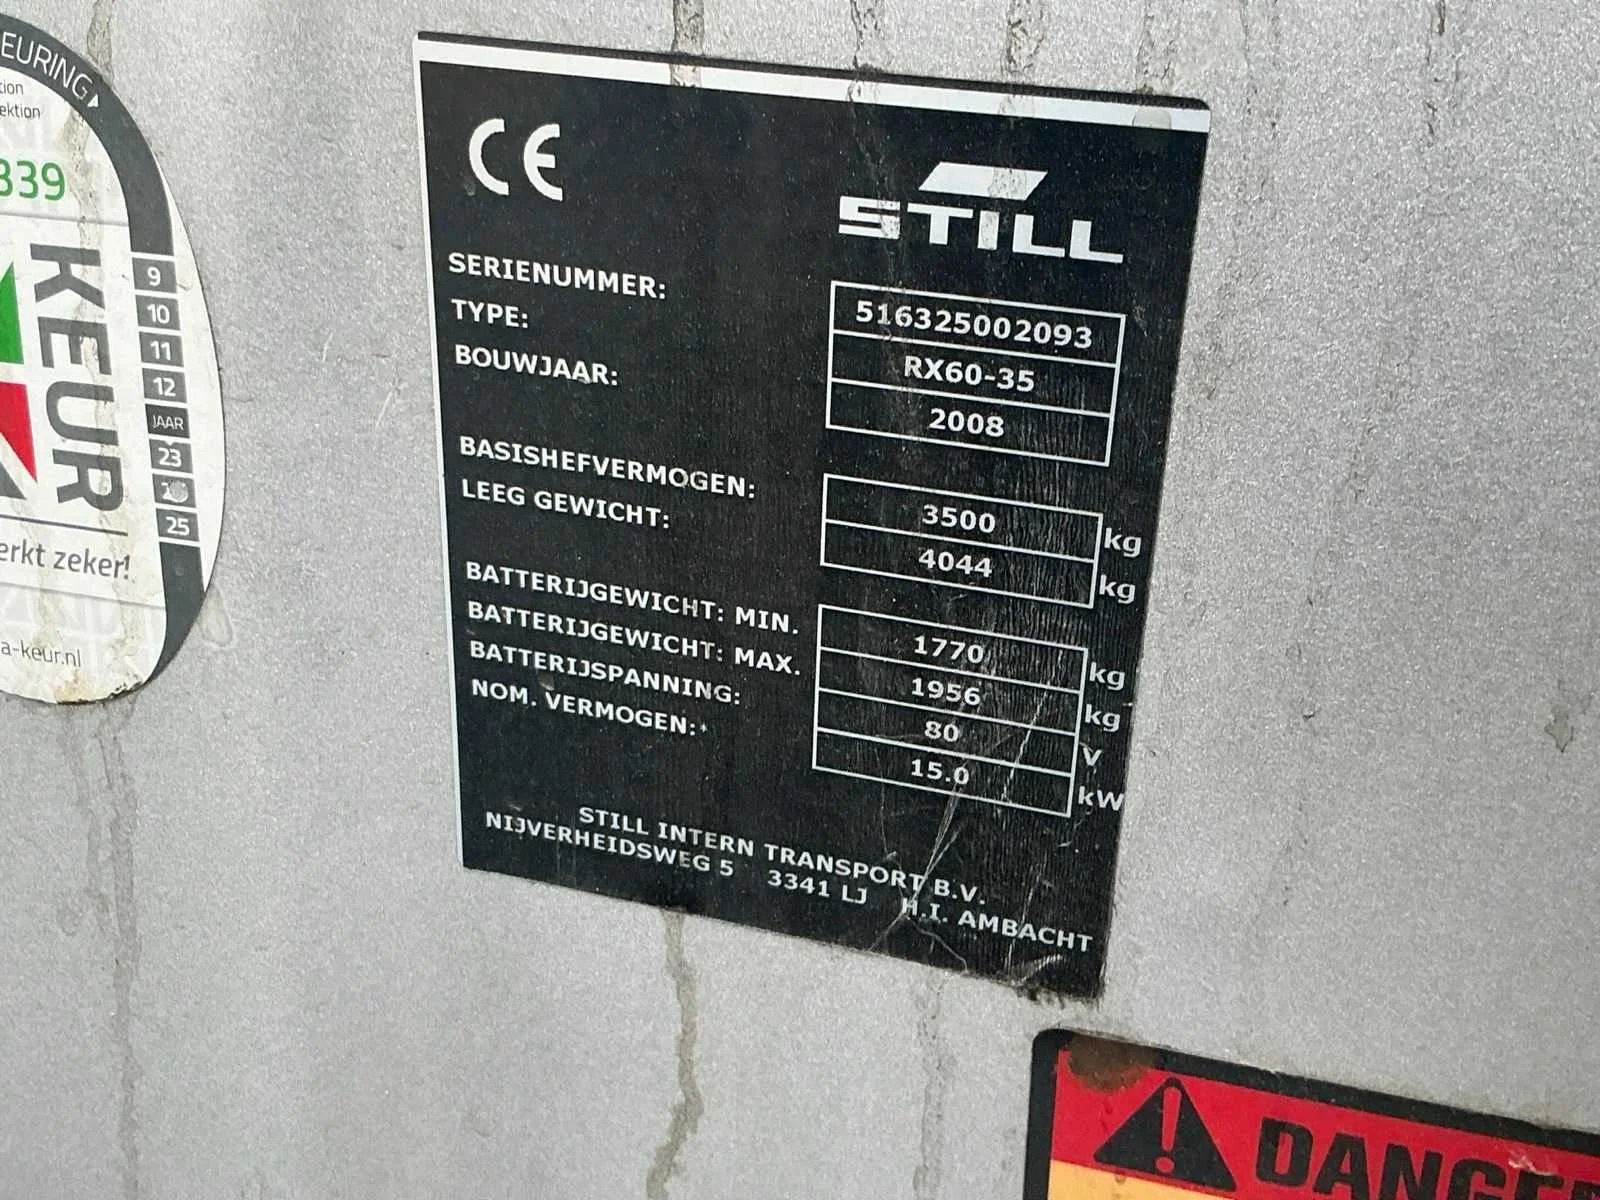 EURING
tion
ektion
339
KEUR
9
10
11
12
JAAR
23
25
erkt zeker!
a-keur.nl
CE
STILL
SERIENUMMER: 516325002093
TYPE: RX60-35
BOUWJAAR: 2008
BASISHEFVERMOGEN: 3500 kg
LEEG GEWICHT: 4044 kg
BATTERIJGEWICHT: MIN. 1770 kg
BATTERIJGEWICHT: MAX. 1956 kg
BATTERIJSPANNING: 80 V
NOM. VERMOGEN:* 15.0 kW
STILL INTERN TRANSPORT B.V.
NIJVERHEIDSWEG 5 3341 LJ H.I. AMBACHT
DANGE